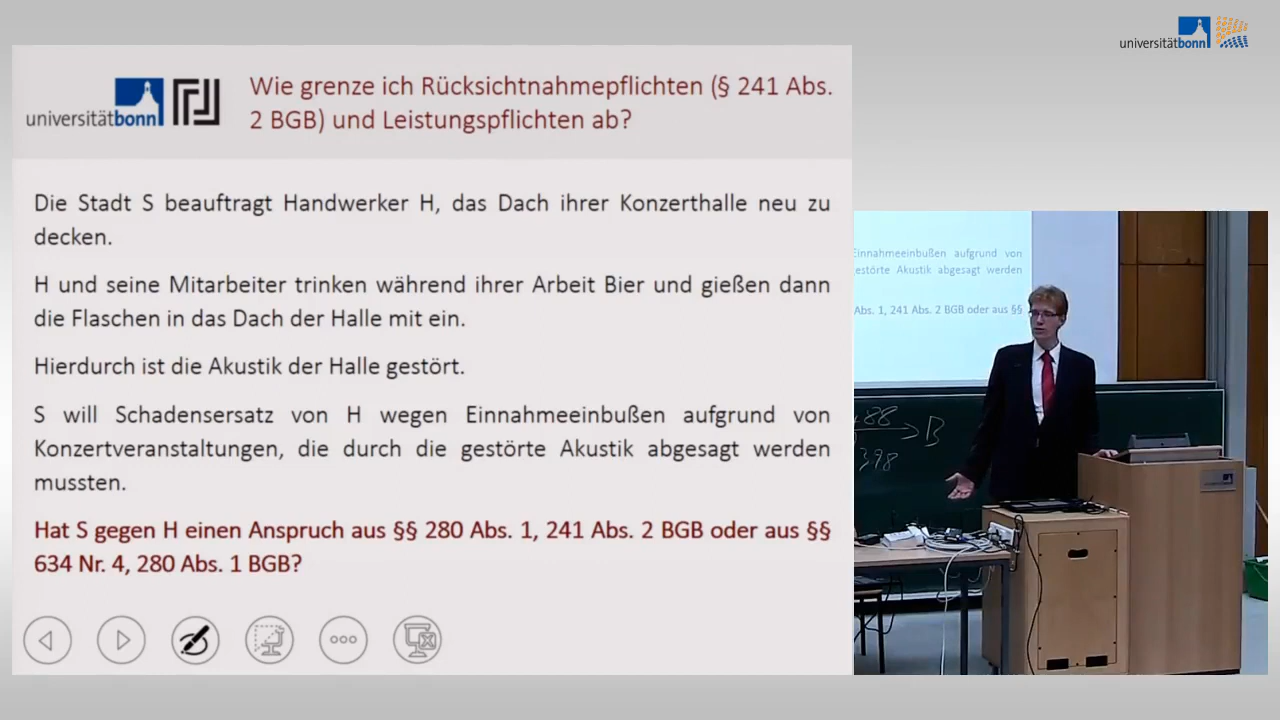 universitätbonn
universitätbonn
Wie grenze ich Rücksichtnahmepflichten (§ 241 Abs.
2 BGB) und Leistungspflichten ab?
Die Stadt S beauftragt Handwerker H, das Dach ihrer Konzerthalle neu zu
decken.
H und seine Mitarbeiter trinken während ihrer Arbeit Bier und gießen dann
die Flaschen in das Dach der Halle mit ein.
Hierdurch ist die Akustik der Halle gestört.
S will Schadensersatz von H wegen Einnahmeeinbußen aufgrund von
Konzertveranstaltungen, die durch die gestörte Akustik abgesagt werden
mussten.
Hat S gegen H einen Anspruch aus §§ 280 Abs. 1, 241 Abs. 2 BGB oder aus §§
634 Nr. 4, 280 Abs. 1 BGB?
Einnahmeeinbußen aufgrund von
gestörte Akustik abgesagt werden
Abs. 1, 241 Abs. 2 BGB oder aus §§
88
B
398